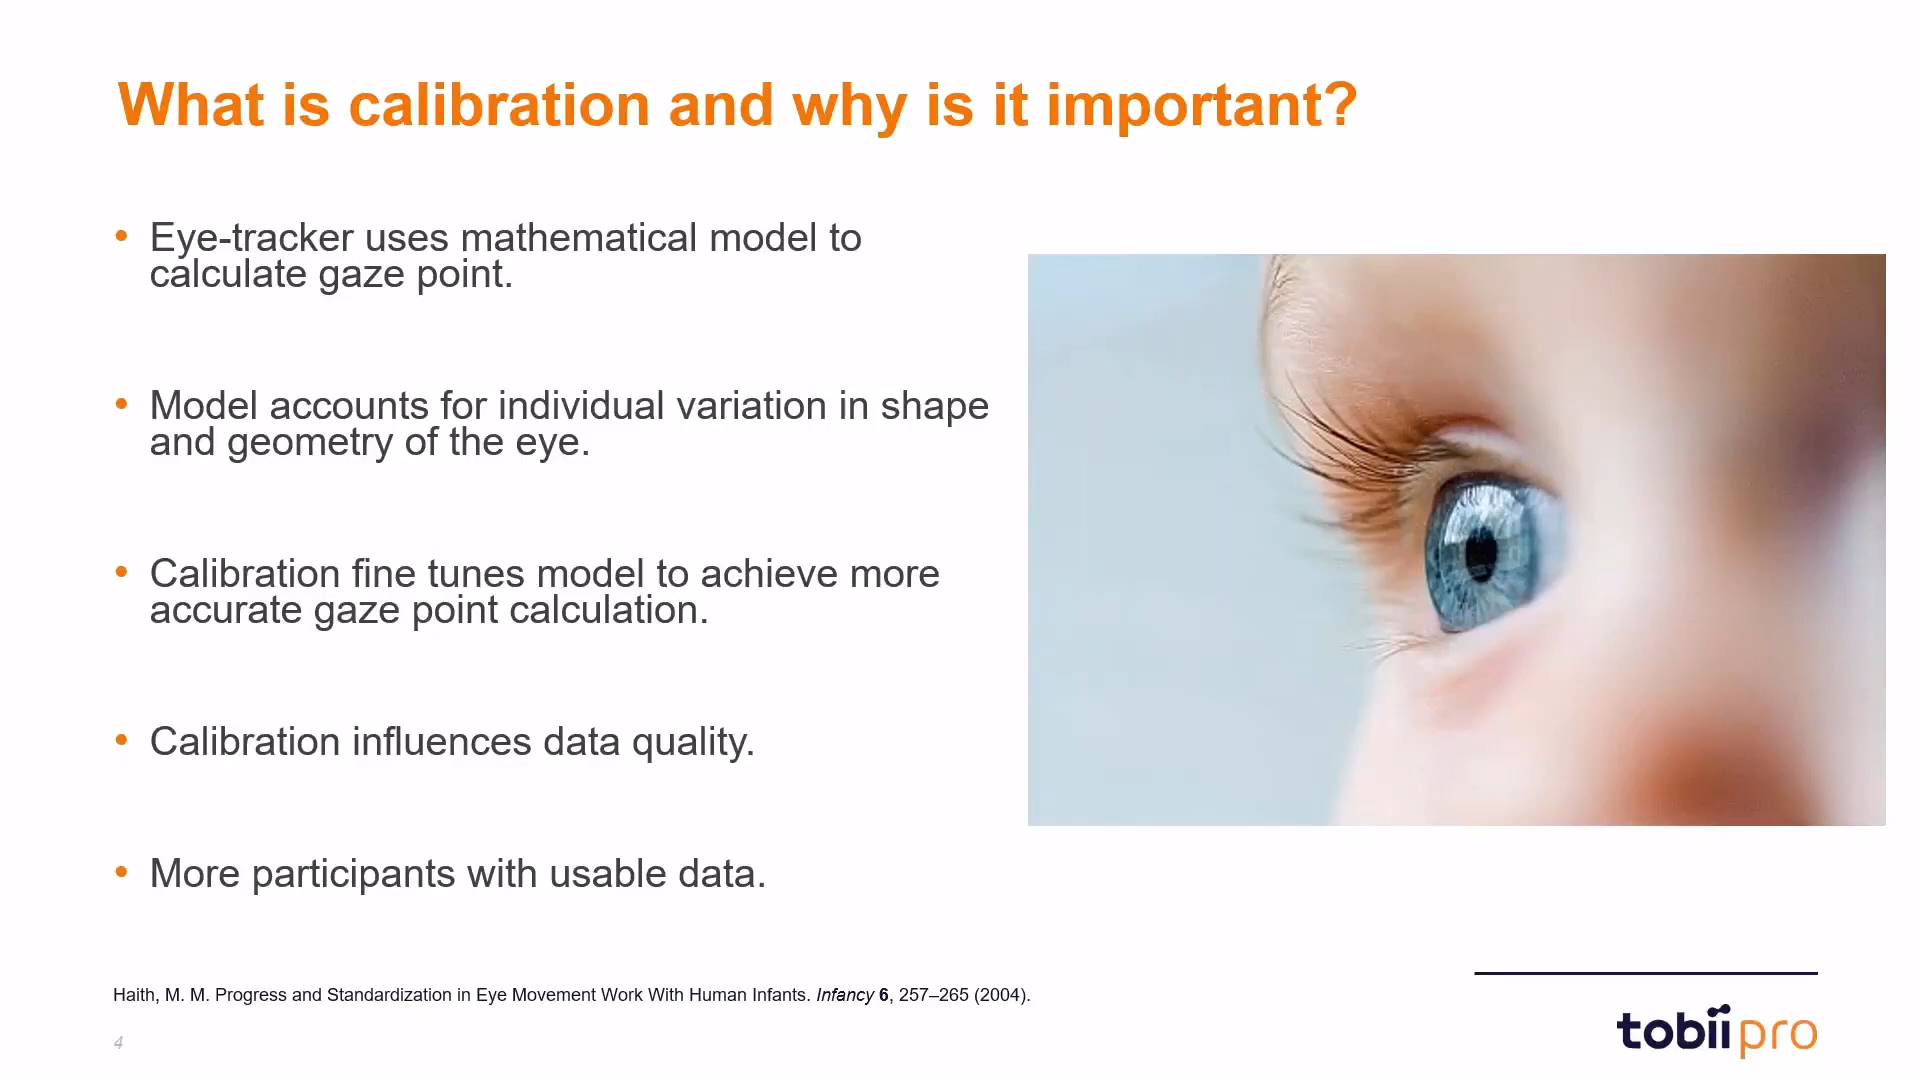 What is calibration and why is it important?
• Eye-tracker uses mathematical model to
calculate gaze point.
• Model accounts for individual variation in shape
and geometry of the eye.
• Calibration fine tunes model to achieve more
accurate gaze point calculation.
• Calibration influences data quality.
• More participants with usable data.
Haith, M. M. Progress and Standardization in Eye Movement Work With Human Infants. Infancy 6, 257–265 (2004).
4
tobii pro